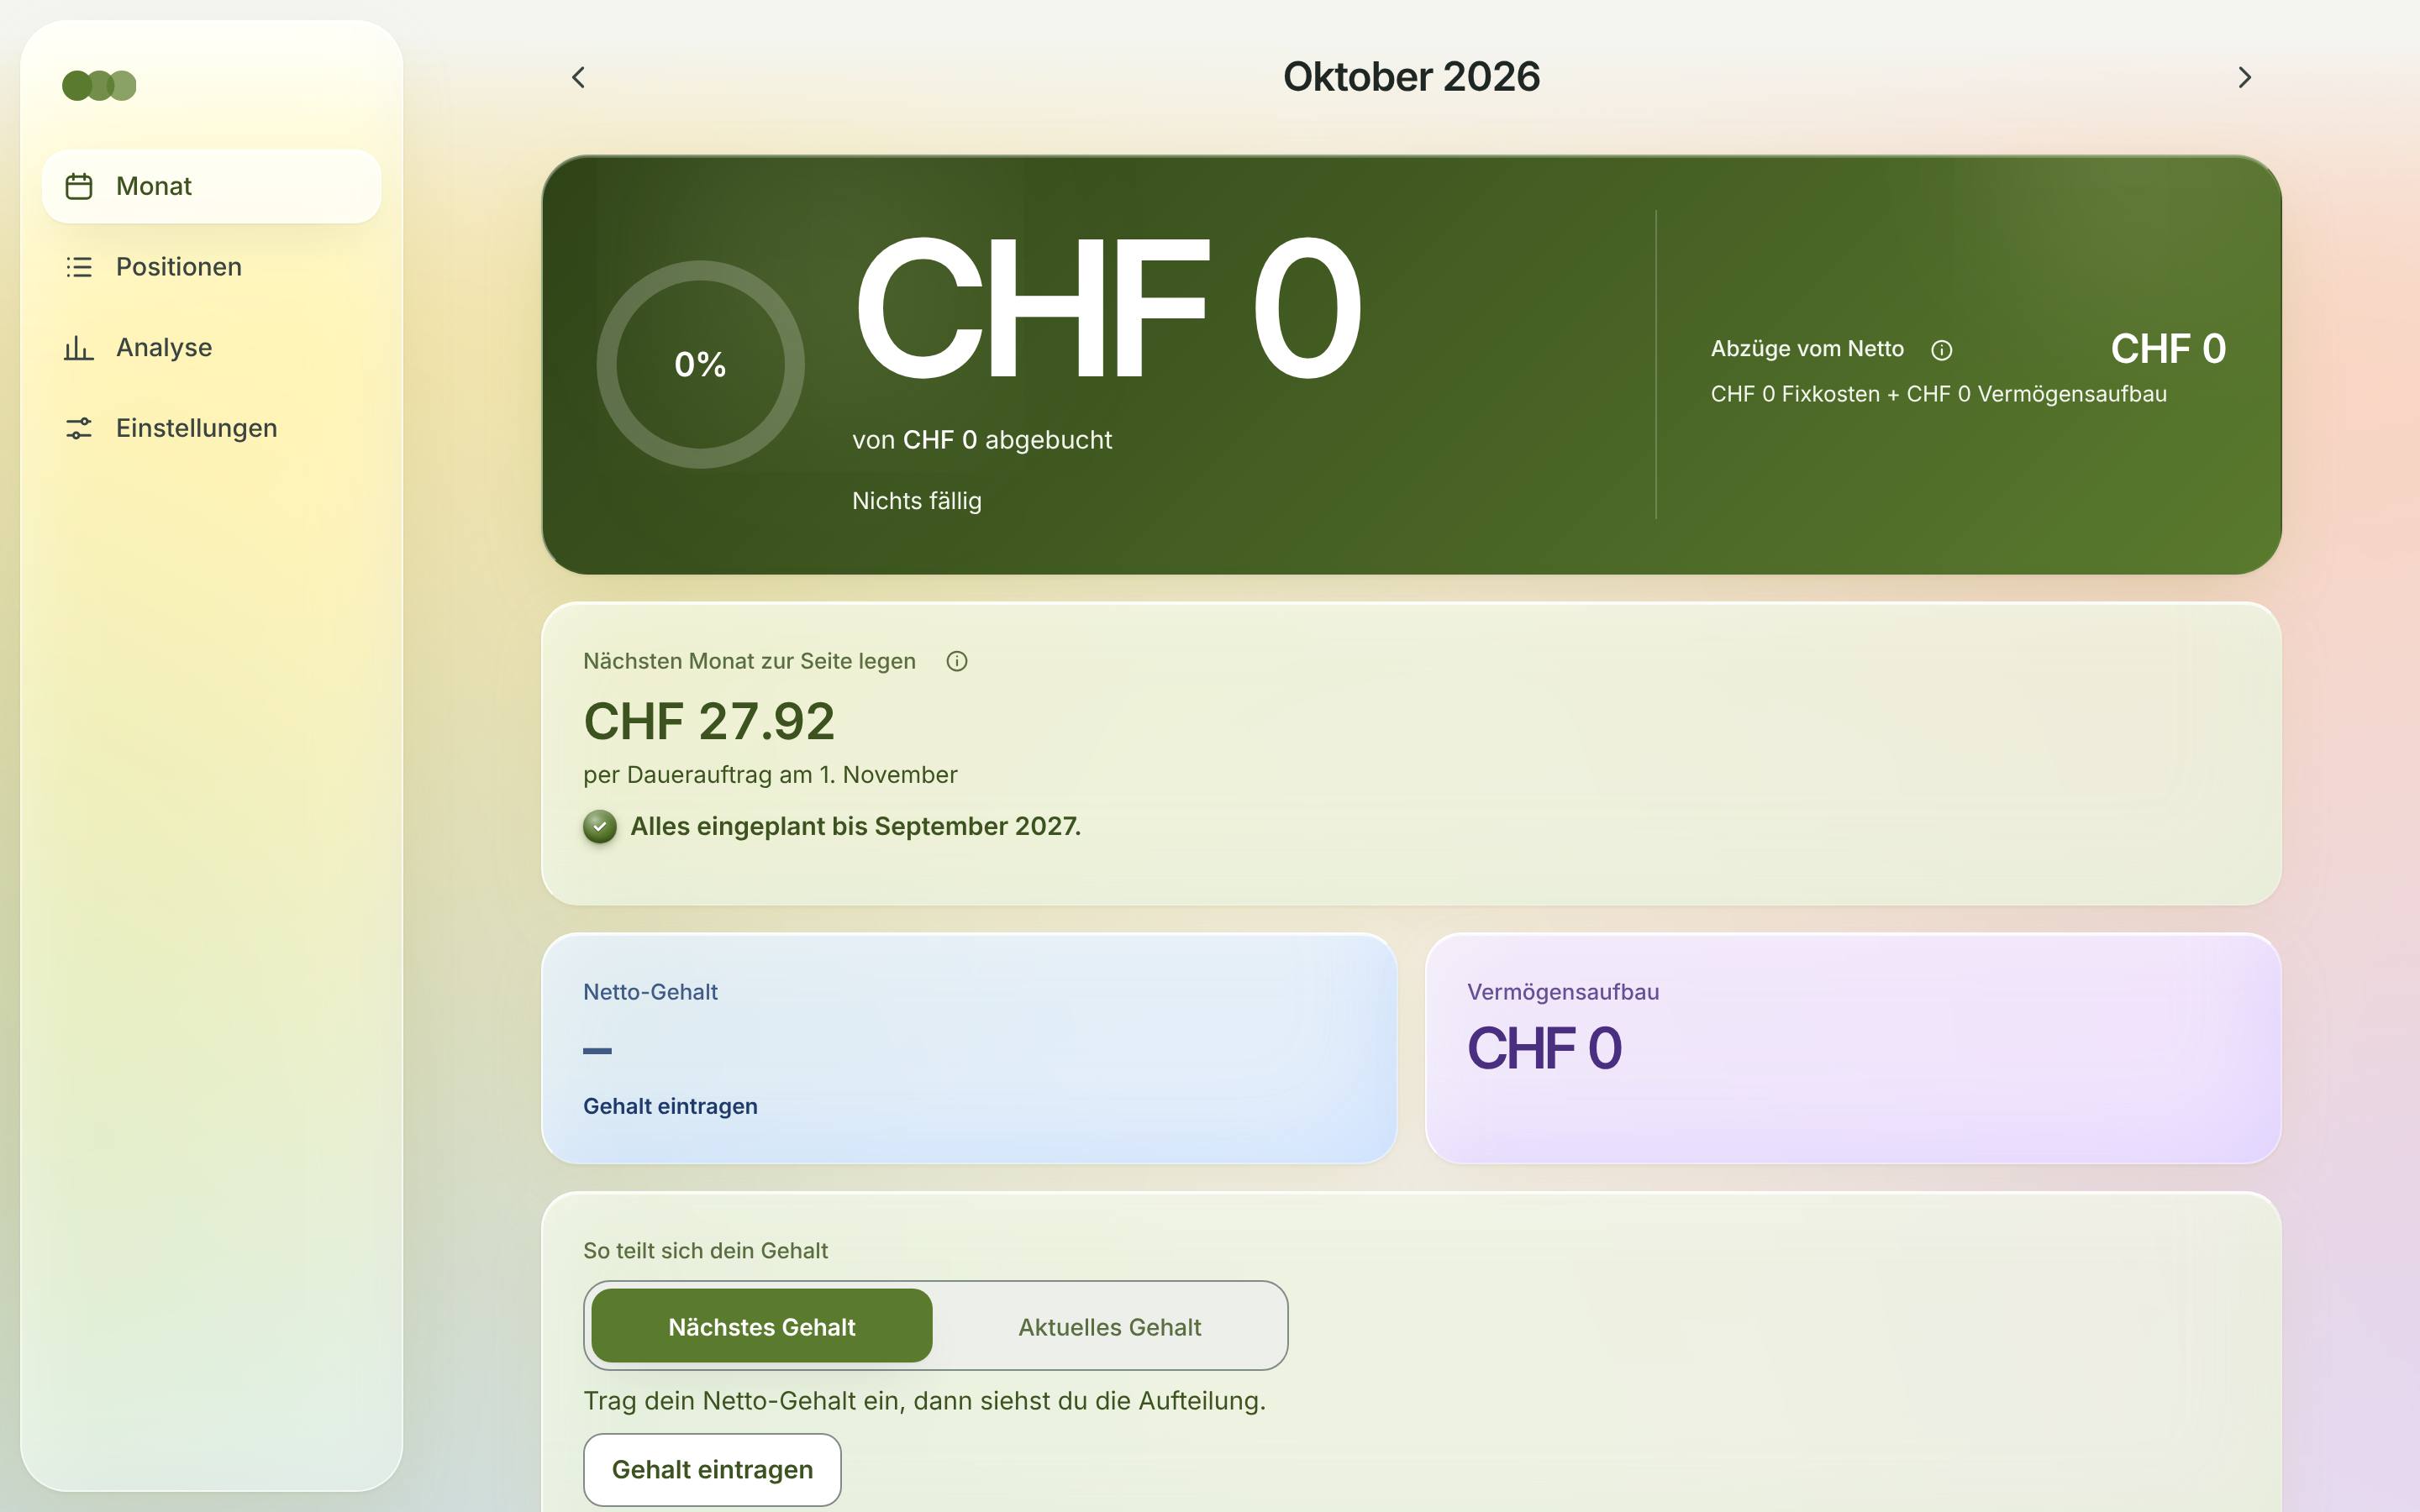 Monat
Positionen
Analyse
Einstellungen
Oktober 2026
0%
CHF 0
von CHF 0 abgebucht
Nichts fällig
Abzüge vom Netto
CHF 0
CHF 0 Fixkosten + CHF 0 Vermögensaufbau
Nächsten Monat zur Seite legen
CHF 27.92
per Dauerauftrag am 1. November
Alles eingeplant bis September 2027.
Netto-Gehalt
–
Gehalt eintragen
Vermögensaufbau
CHF 0
So teilt sich dein Gehalt
Nächstes Gehalt
Aktuelles Gehalt
Trag dein Netto-Gehalt ein, dann siehst du die Aufteilung.
Gehalt eintragen